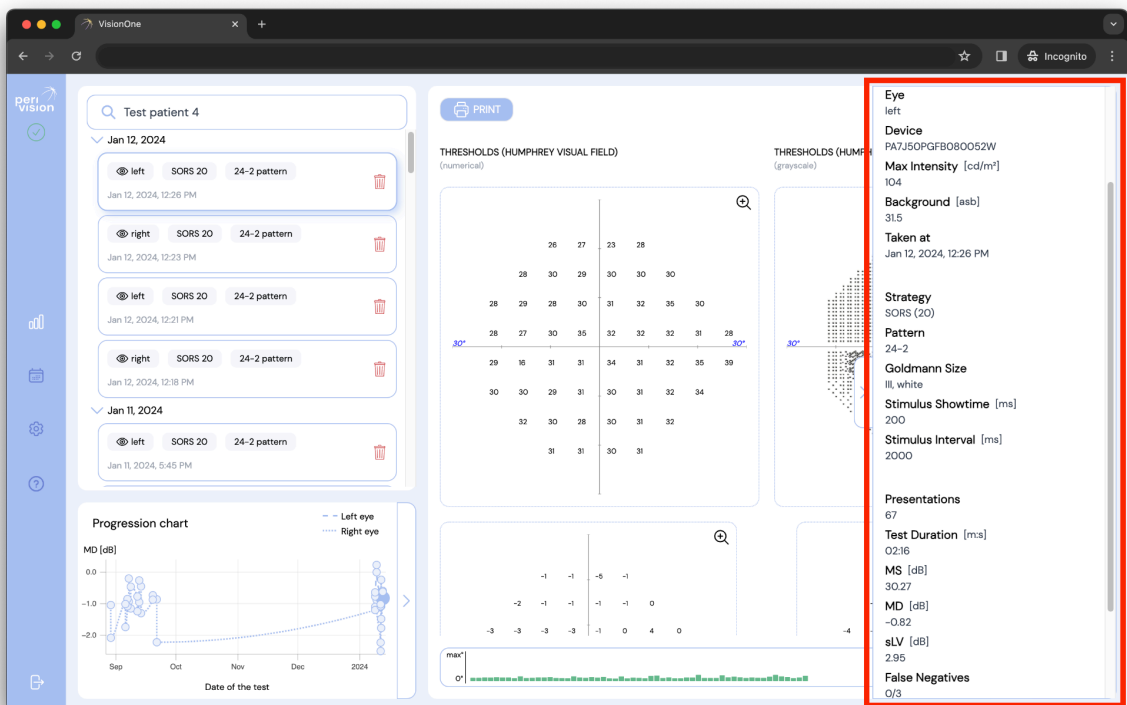 VisionOne
Incognito
peri
vision
Test patient 4
Jan 12, 2024
left SORS 20 24-2 pattern
Jan 12, 2024, 12:26 PM
right SORS 20 24-2 pattern
Jan 12, 2024, 12:23 PM
left SORS 20 24-2 pattern
Jan 12, 2024, 12:21 PM
right SORS 20 24-2 pattern
Jan 12, 2024, 12:18 PM
Jan 11, 2024
left SORS 20 24-2 pattern
Jan 11, 2024, 5:45 PM
Progression chart
Left eye
Right eye
MD [dB]
0.0
-1.0
-2.0
Sep Oct Nov Dec 2024
Date of the test
PRINT
THRESHOLDS (HUMPHREY VISUAL FIELD)
(numerical)
26 27 23 28
28 30 29 30 30 30
28 29 28 30 31 32 35 30
28 27 30 35 32 32 32 31 28
30° 30°
29 16 31 31 34 31 32 35 39
30 30 29 31 30 31 32 34
32 30 28 30 31 32
31 31 30 31
THRESHOLDS (HUMPH
(grayscale)
30°
-1 -1 -5 -1
-2 -1 -1 -1 -1 0
-3 -3 -3 -3 -1 0 4 0
-4
max°
0°
Eye
left
Device
PA7J50PGFB080052W
Max Intensity [cd/m²]
104
Background [asb]
31.5
Taken at
Jan 12, 2024, 12:26 PM
Strategy
SORS (20)
Pattern
24-2
Goldmann Size
III, white
Stimulus Showtime [ms]
200
Stimulus Interval [ms]
2000
Presentations
67
Test Duration [m:s]
02:16
MS [dB]
30.27
MD [dB]
-0.82
sLV [dB]
2.95
False Negatives
0/3